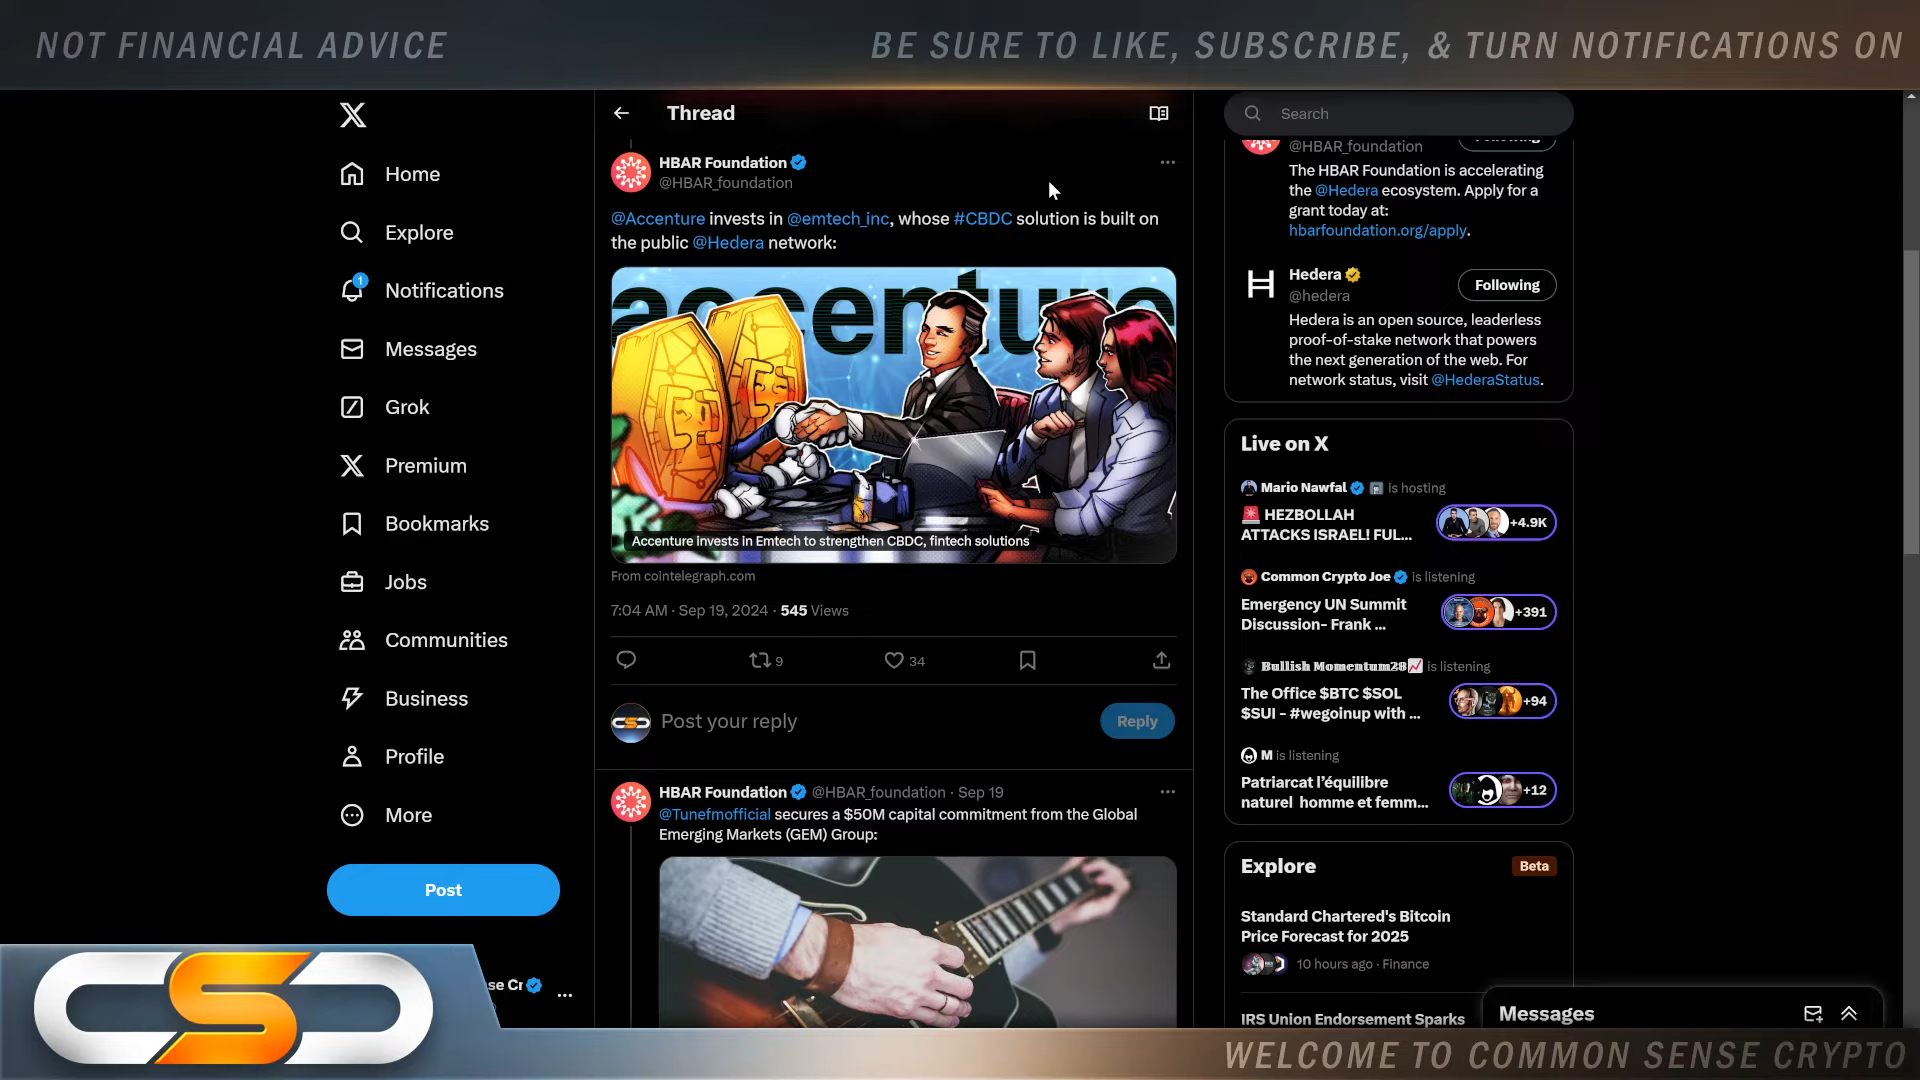 NOT FINANCIAL ADVICE
BE SURE TO LIKE, SUBSCRIBE, & TURN NOTIFICATIONS ON
Home
Explore
1
Notifications
Messages
Grok
Premium
Bookmarks
Jobs
Communities
Business
Profile
More
Post
se Cr
Thread
HBAR Foundation
@HBAR_foundation
@Accenture invests in @emtech_inc, whose #CBDC solution is built on
the public @Hedera network:
accenture
Accenture invests in Emtech to strengthen CBDC, fintech solutions
From cointelegraph.com
7:04 AM · Sep 19, 2024 · 545 Views
9
34
Post your reply
Reply
HBAR Foundation @HBAR_foundation · Sep 19
@Tunefmofficial secures a $50M capital commitment from the Global
Emerging Markets (GEM) Group:
Search
@HBAR_foundation
Following
The HBAR Foundation is accelerating
the @Hedera ecosystem. Apply for a
grant today at:
hbarfoundation.org/apply.
Hedera
@hedera
Following
Hedera is an open source, leaderless
proof-of-stake network that powers
the next generation of the web. For
network status, visit @HederaStatus.
Live on X
Mario Nawfal is hosting
HEZBOLLAH
ATTACKS ISRAEL! FUL...
+4.9K
Common Crypto Joe is listening
Emergency UN Summit
Discussion- Frank ...
+391
Bullish Momentum28 is listening
The Office $BTC $SOL
$SUI - #wegoinup with ...
+94
M is listening
Patriarcat l'équilibre
naturel homme et femm...
+12
Explore
Beta
Standard Chartered's Bitcoin
Price Forecast for 2025
10 hours ago · Finance
IRS Union Endorsement Sparks
Messages
CSC
WELCOME TO COMMON SENSE CRYPTO